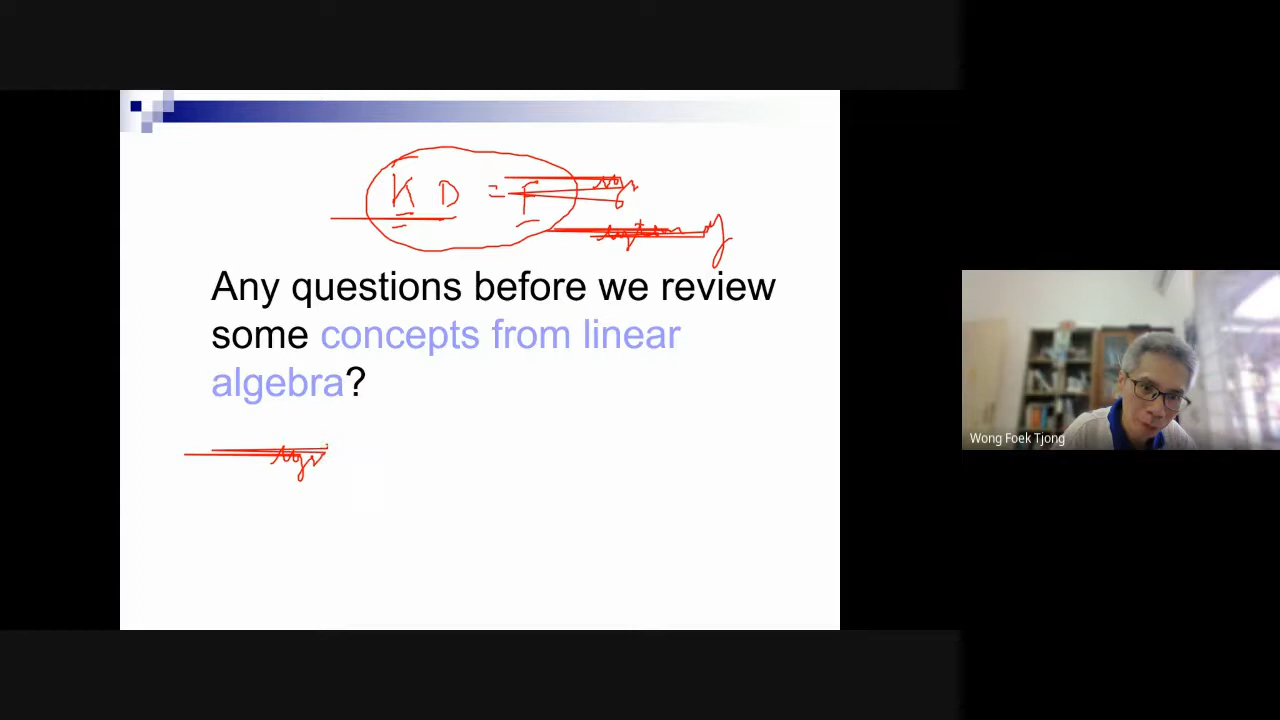 K D = F
Any questions before we review
some concepts from linear
algebra?
Wong Foek Tjong